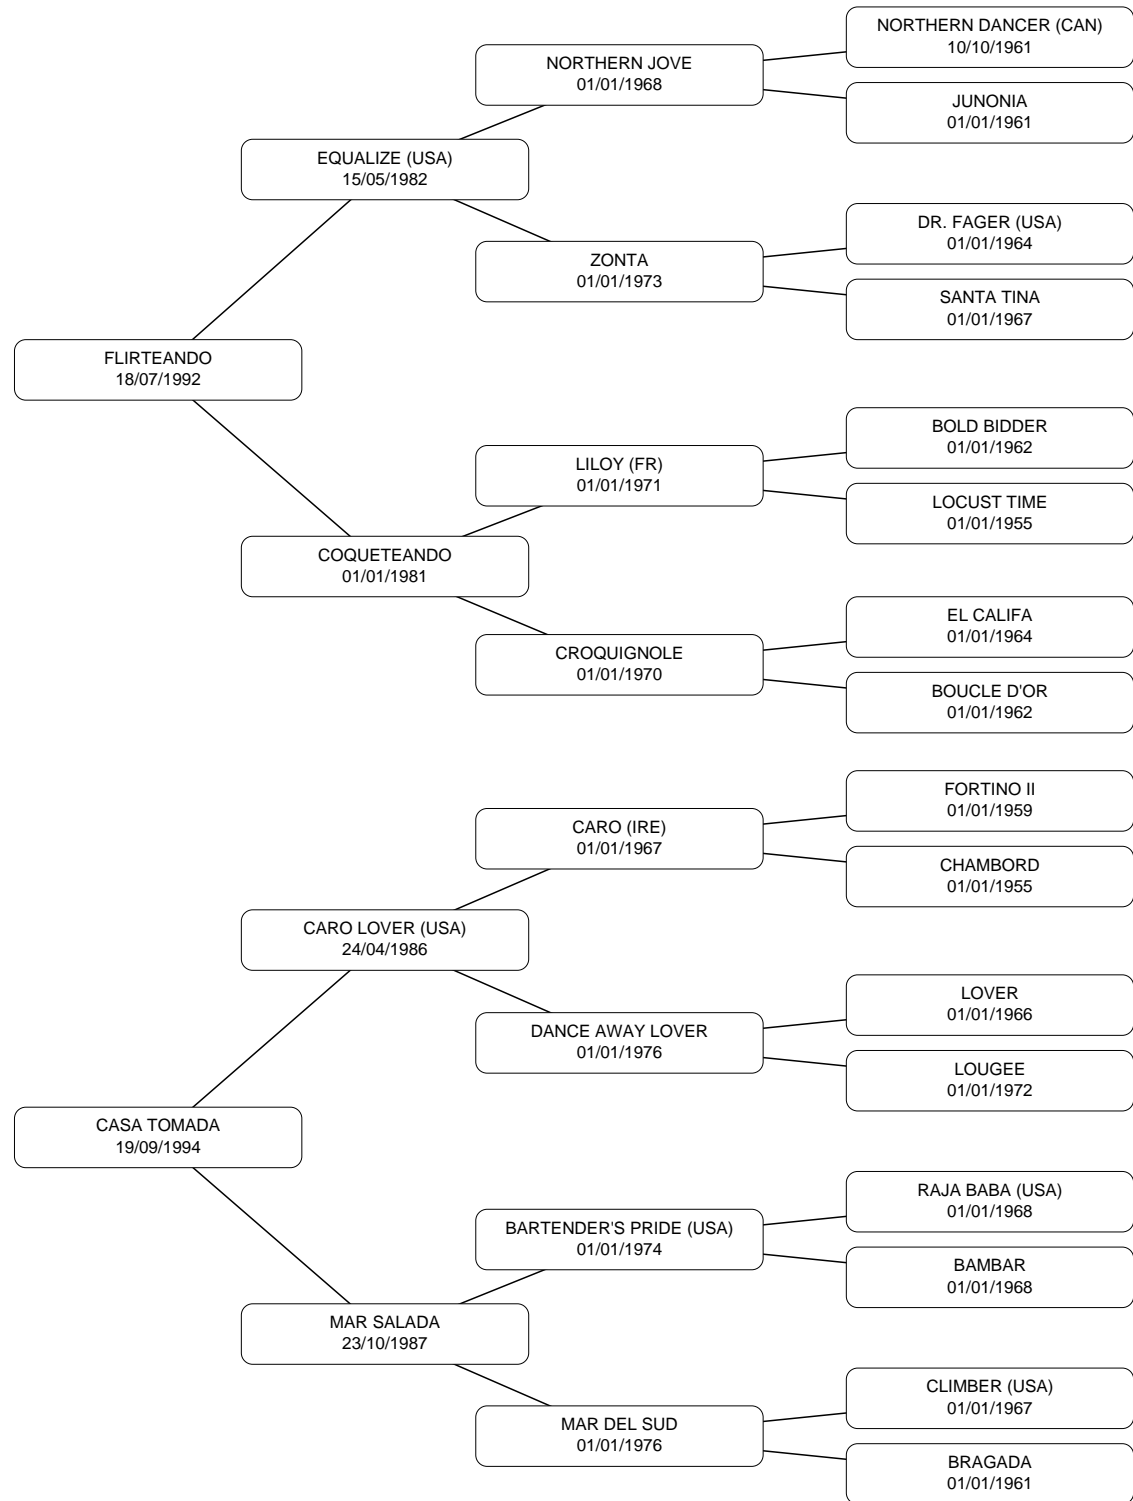 NORTHERN DANCER (CAN)
10/10/1961
NORTHERN JOVE
01/01/1968
JUNONIA
01/01/1961
EQUALIZE (USA)
15/05/1982
DR. FAGER (USA)
01/01/1964
ZONTA
01/01/1973
SANTA TINA
01/01/1967
FLIRTEANDO
18/07/1992
BOLD BIDDER
01/01/1962
LILOY (FR)
01/01/1971
LOCUST TIME
01/01/1955
COQUETEANDO
01/01/1981
EL CALIFA
01/01/1964
CROQUIGNOLE
01/01/1970
BOUCLE D'OR
01/01/1962
FORTINO II
01/01/1959
CARO (IRE)
01/01/1967
CHAMBORD
01/01/1955
CARO LOVER (USA)
24/04/1986
LOVER
01/01/1966
DANCE AWAY LOVER
01/01/1976
LOUGEE
01/01/1972
CASA TOMADA
19/09/1994
RAJA BABA (USA)
01/01/1968
BARTENDER'S PRIDE (USA)
01/01/1974
BAMBAR
01/01/1968
MAR SALADA
23/10/1987
CLIMBER (USA)
01/01/1967
MAR DEL SUD
01/01/1976
BRAGADA
01/01/1961